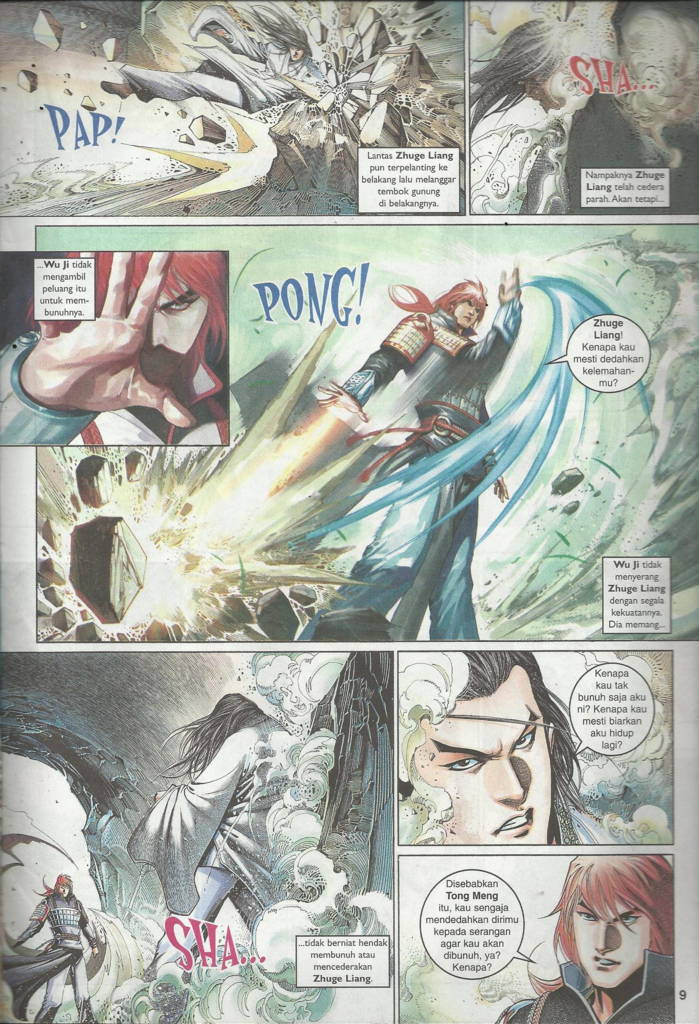 PAP!
Lantas Zhuge Liang
pun terpelanting ke
belakang lalu melanggar
tembok gunung
di belakangnya.
SHA...
Nampaknya Zhuge
Liang telah cedera
parah. Akan tetapi...
...Wu Ji tidak
mengambil
peluang itu
untuk mem-
bunuhnya.
PONG!
Zhuge
Liang!
Kenapa kau
mesti dedahkan
kelemahan-
mu?
Wu Ji tidak
menyerang
Zhuge Liang
dengan segala
kekuatannya.
Dia memang...
SHA...
...tidak berniat hendak
membunuh atau
mencederakan
Zhuge Liang.
Kenapa
kau tak
bunuh saja aku
ni? Kenapa kau
mesti biarkan
aku hidup
lagi?
Disebabkan
Tong Meng
itu, kau sengaja
mendedahkan dirimu
kepada serangan
agar kau akan
dibunuh, ya?
Kenapa?
9